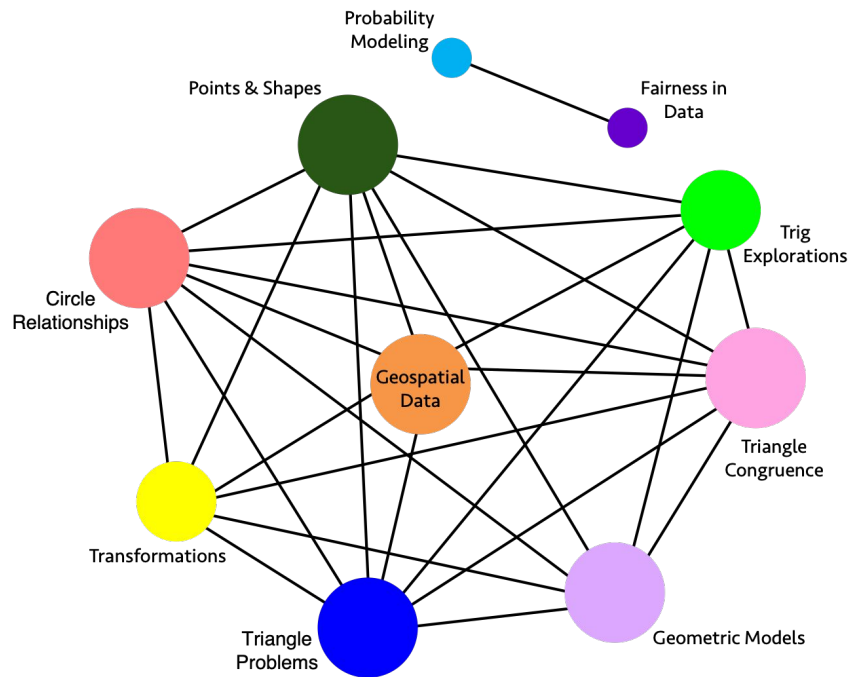 Probability
Modeling
Points & Shapes
Fairness in
Data
Trig
Explorations
Circle
Relationships
Geospatial
Data
Triangle
Congruence
Transformations
Triangle
Problems
Geometric Models